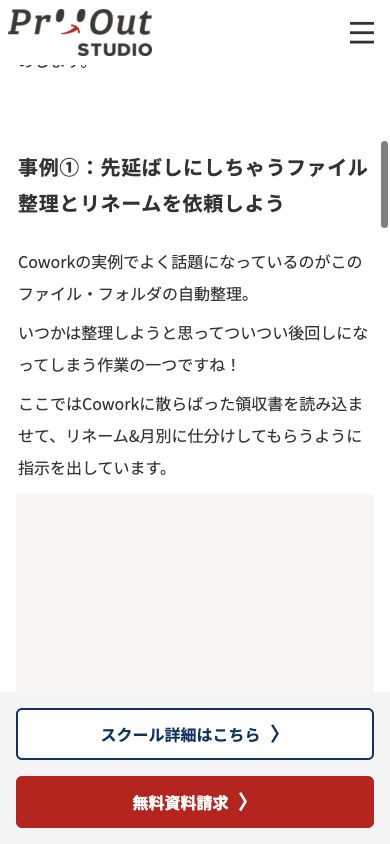 Pr Out
STUDIO
事例①：先延ばしにしちゃうファイル
整理とリネームを依頼しよう
Coworkの実例でよく話題になっているのがこの
ファイル・フォルダの自動整理。
いつかは整理しようと思ってついつい後回しにな
ってしまう作業の一つですね！
ここではCoworkに散らばった領収書を読み込ま
せて、リネーム&月別に仕分けしてもらうように
指示を出しています。
スクール詳細はこちら 〉
無料資料請求 〉